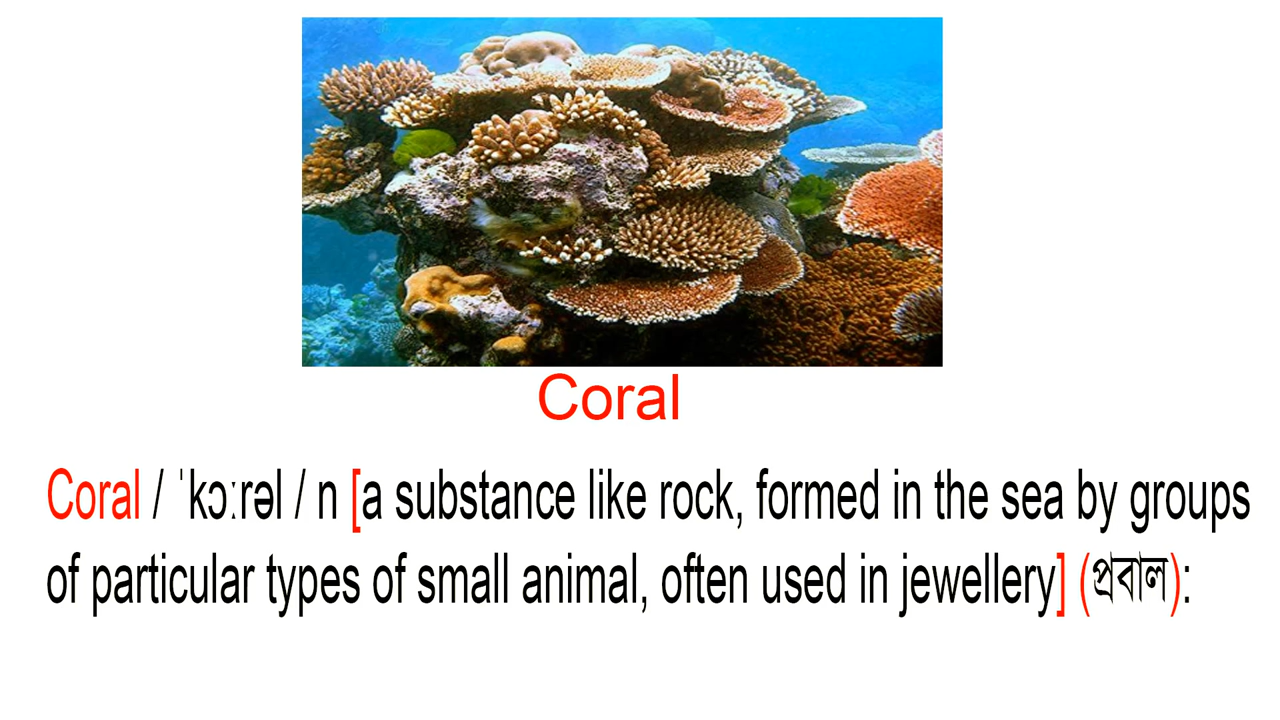 Coral
Coral / ˈkɔːrəl / n [a substance like rock, formed in the sea by groups
of particular types of small animal, often used in jewellery] (প্রবাল):